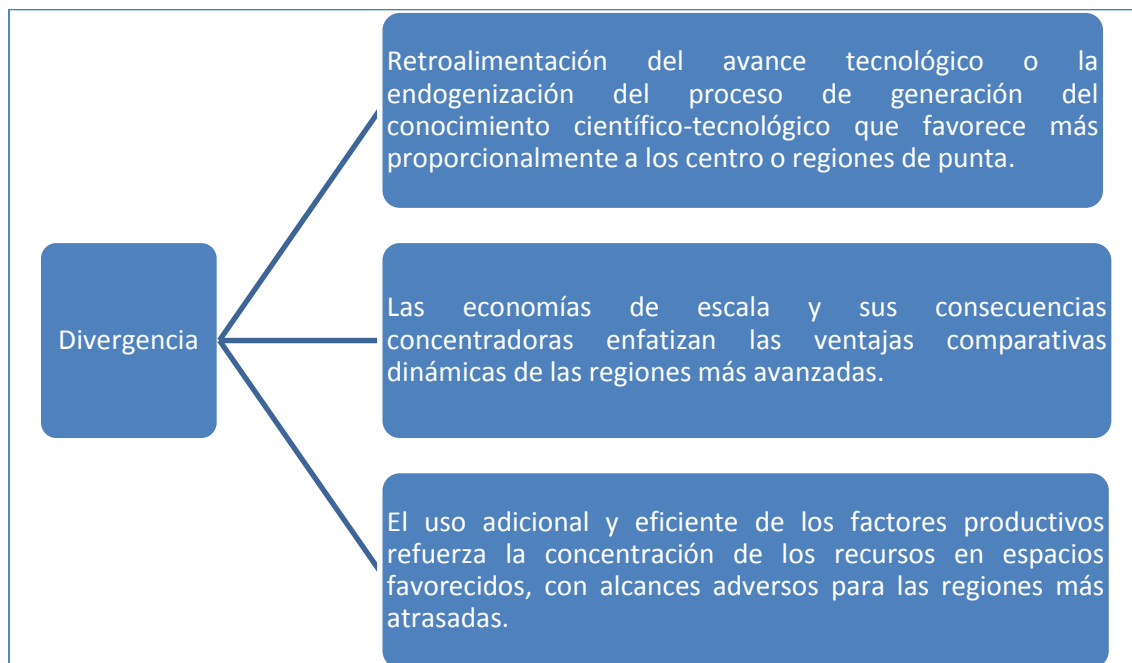 Retroalimentación del avance tecnológico o la
endogenización del proceso de generación del
conocimiento científico-tecnológico que favorece más
proporcionalmente a los centro o regiones de punta.
Divergencia
Las economías de escala y sus consecuencias
concentradoras enfatizan las ventajas comparativas
dinámicas de las regiones más avanzadas.
El uso adicional y eficiente de los factores productivos
refuerza la concentración de los recursos en espacios
favorecidos, con alcances adversos para las regiones más
atrasadas.